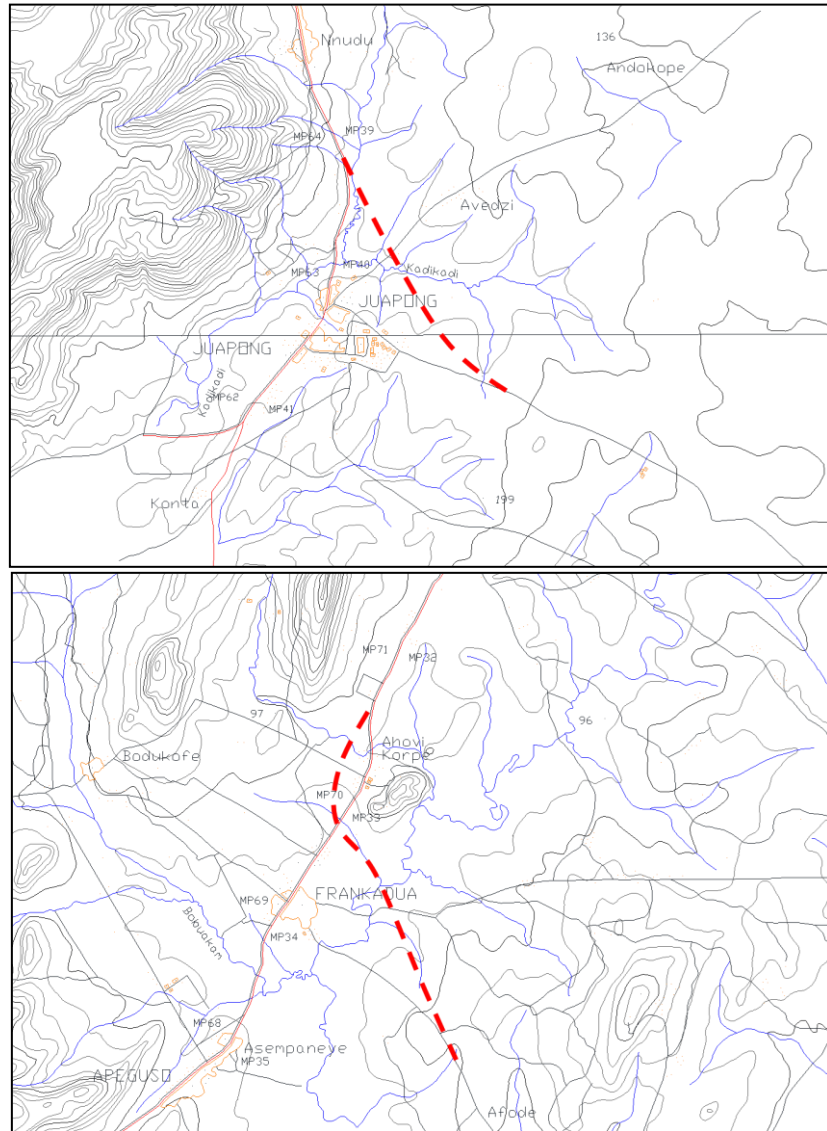 Nnudu
136
Andokope
MP39
MP64
Avedzi
MP40
Kadikadi
MP63
JUAPONG
JUAPONG
Kadikadi
MP62
MP41
Konta
199
MP71
MP32
97
96
Ahovi
Korpe
Badukofe
MP70
MP33
MP69
FRANKADUA
Bobuakam
MP34
MP68
Asempaneye
MP35
APEGUSO
Afode